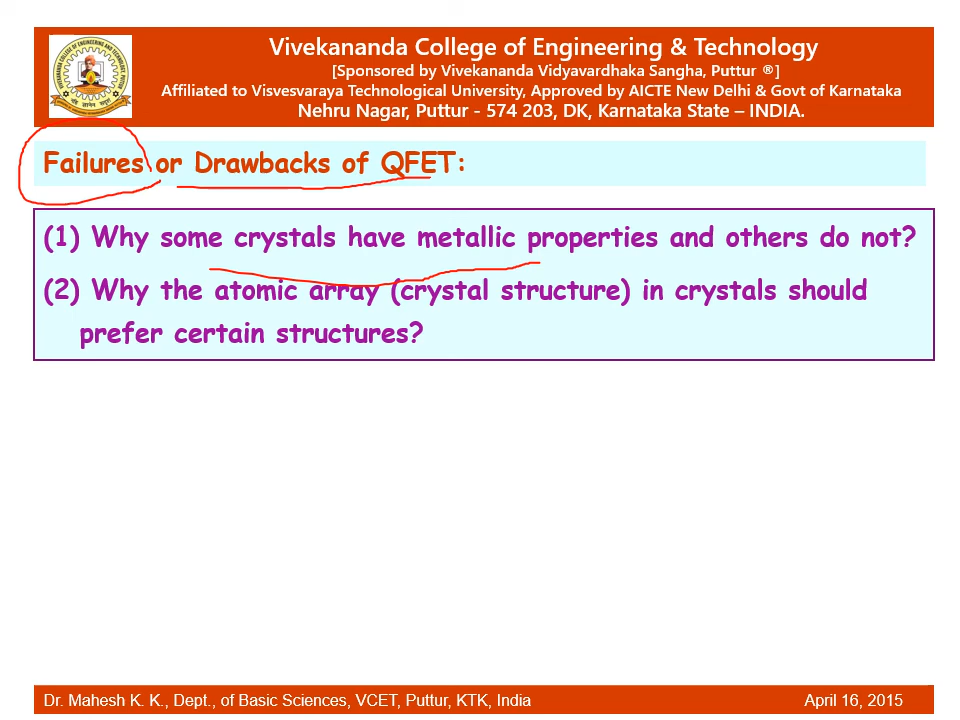 Vivekananda College of Engineering & Technology
[Sponsored by Vivekananda Vidyavardhaka Sangha, Puttur ®]
Affiliated to Visvesvaraya Technological University, Approved by AICTE New Delhi & Govt of Karnataka
Nehru Nagar, Puttur - 574 203, DK, Karnataka State – INDIA.
Failures or Drawbacks of QFET:
(1) Why some crystals have metallic properties and others do not?
(2) Why the atomic array (crystal structure) in crystals should
prefer certain structures?
Dr. Mahesh K. K., Dept., of Basic Sciences, VCET, Puttur, KTK, India
April 16, 2015